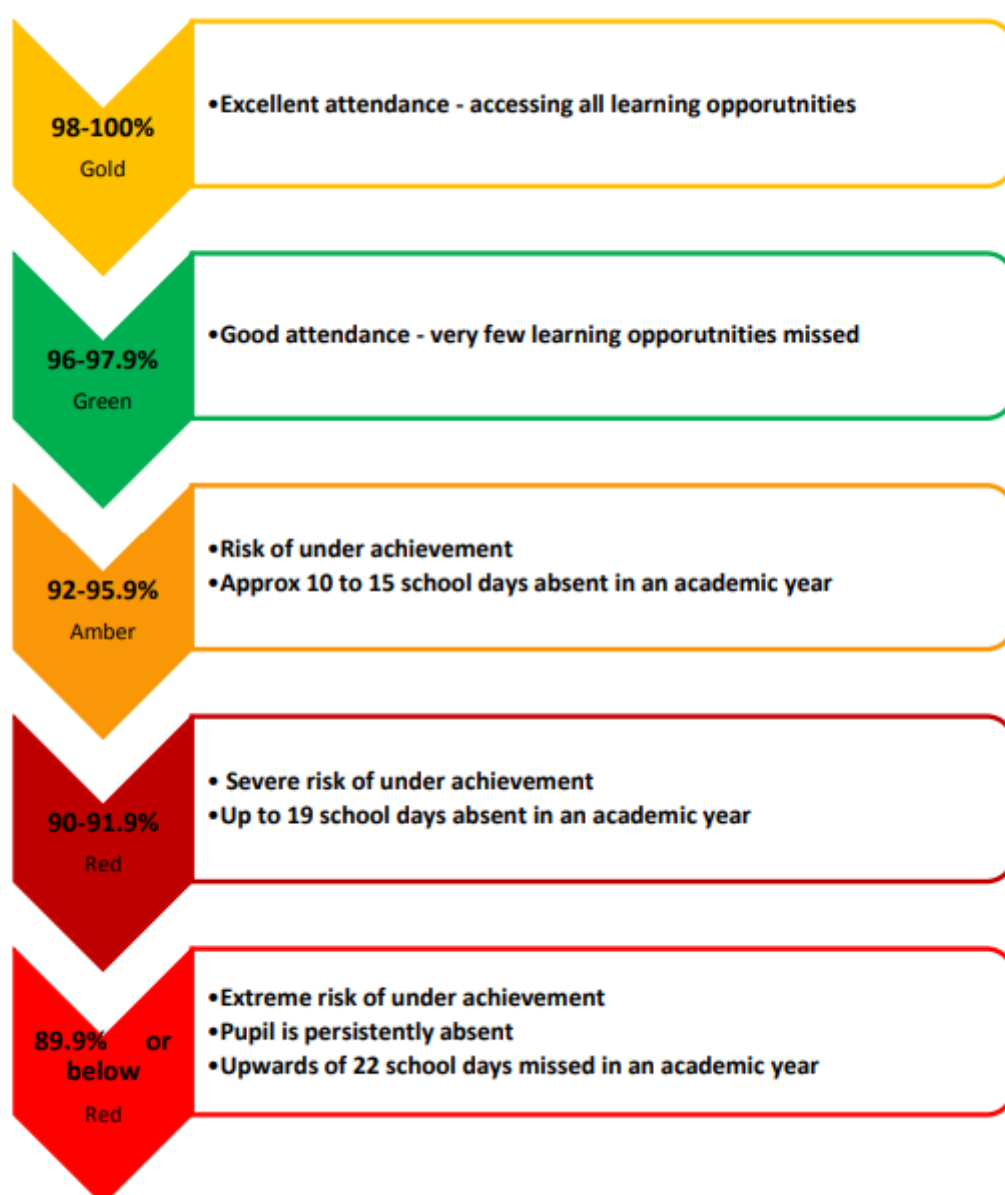 98-100%
Gold
•Excellent attendance - accessing all learning opporutnities
96-97.9%
Green
•Good attendance - very few learning opporutnities missed
92-95.9%
Amber
•Risk of under achievement
•Approx 10 to 15 school days absent in an academic year
90-91.9%
Red
• Severe risk of under achievement
•Up to 19 school days absent in an academic year
89.9% or
below
Red
•Extreme risk of under achievement
•Pupil is persistently absent
•Upwards of 22 school days missed in an academic year